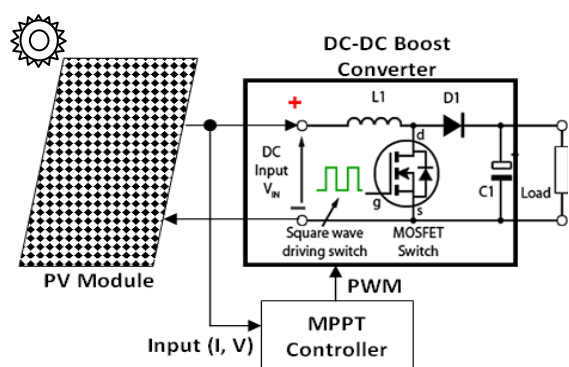 DC-DC Boost
Converter
L1
D1
+
d
DC
Input
VIN
g
s
C1
Load
Square wave
driving switch
MOSFET
Switch
PV Module
PWM
Input (I, V)
MPPT
Controller